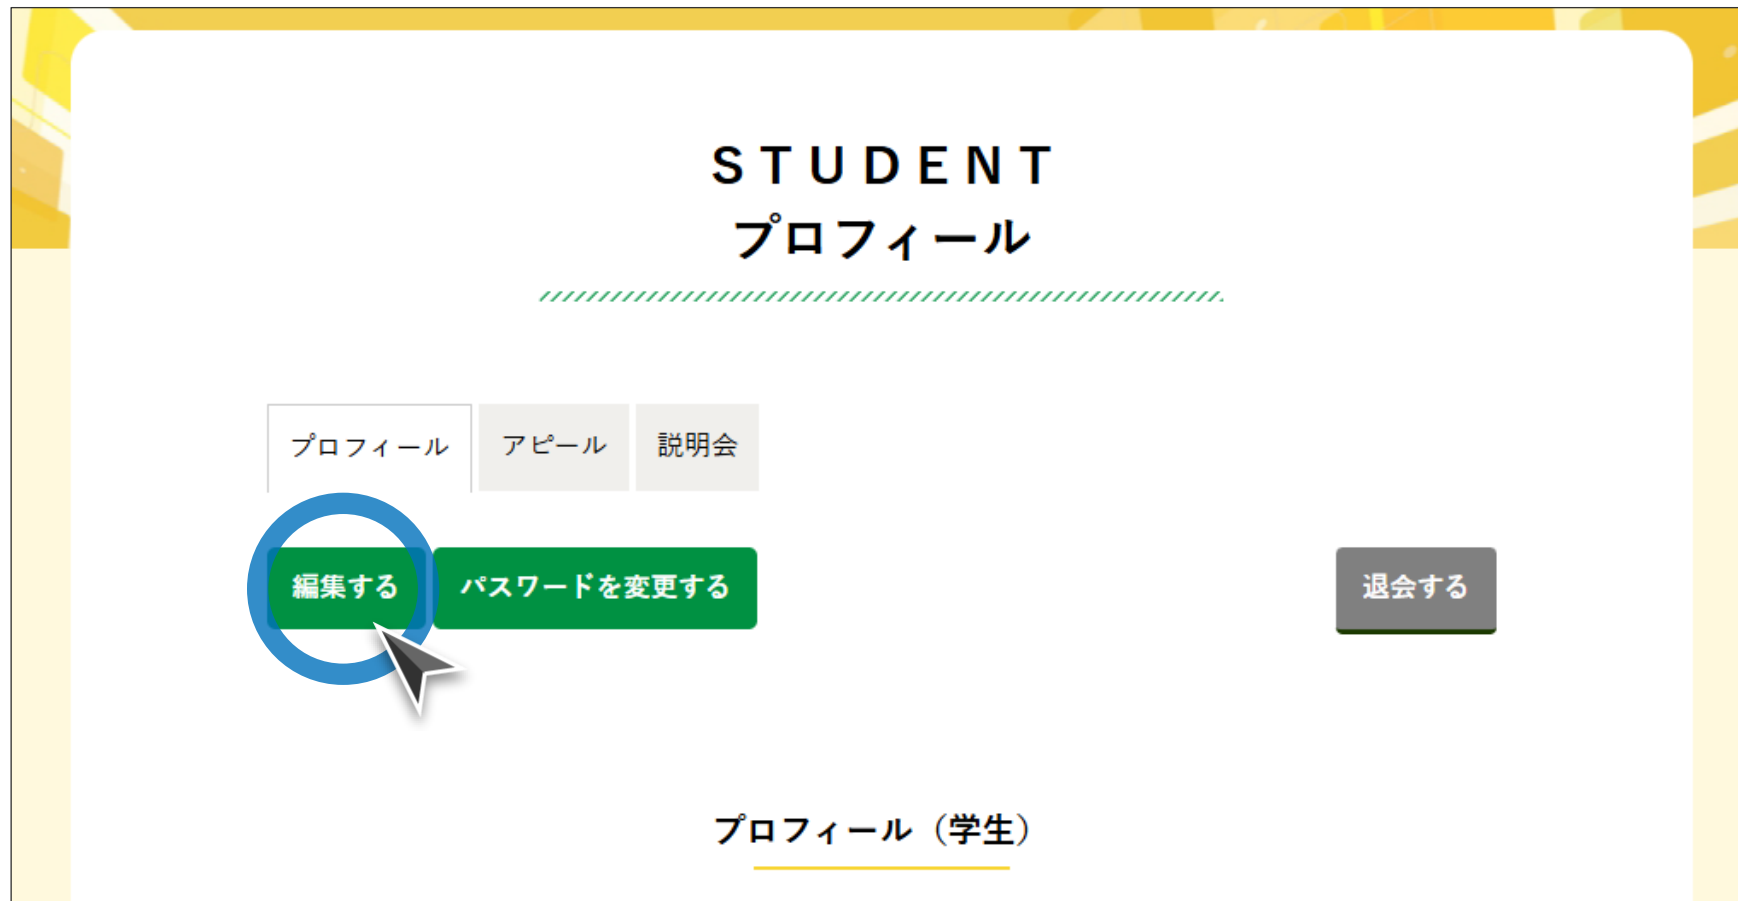 STUDENT
プロフィール
プロフィール アピール 説明会
編集する パスワードを変更する 退会する
プロフィール（学生）